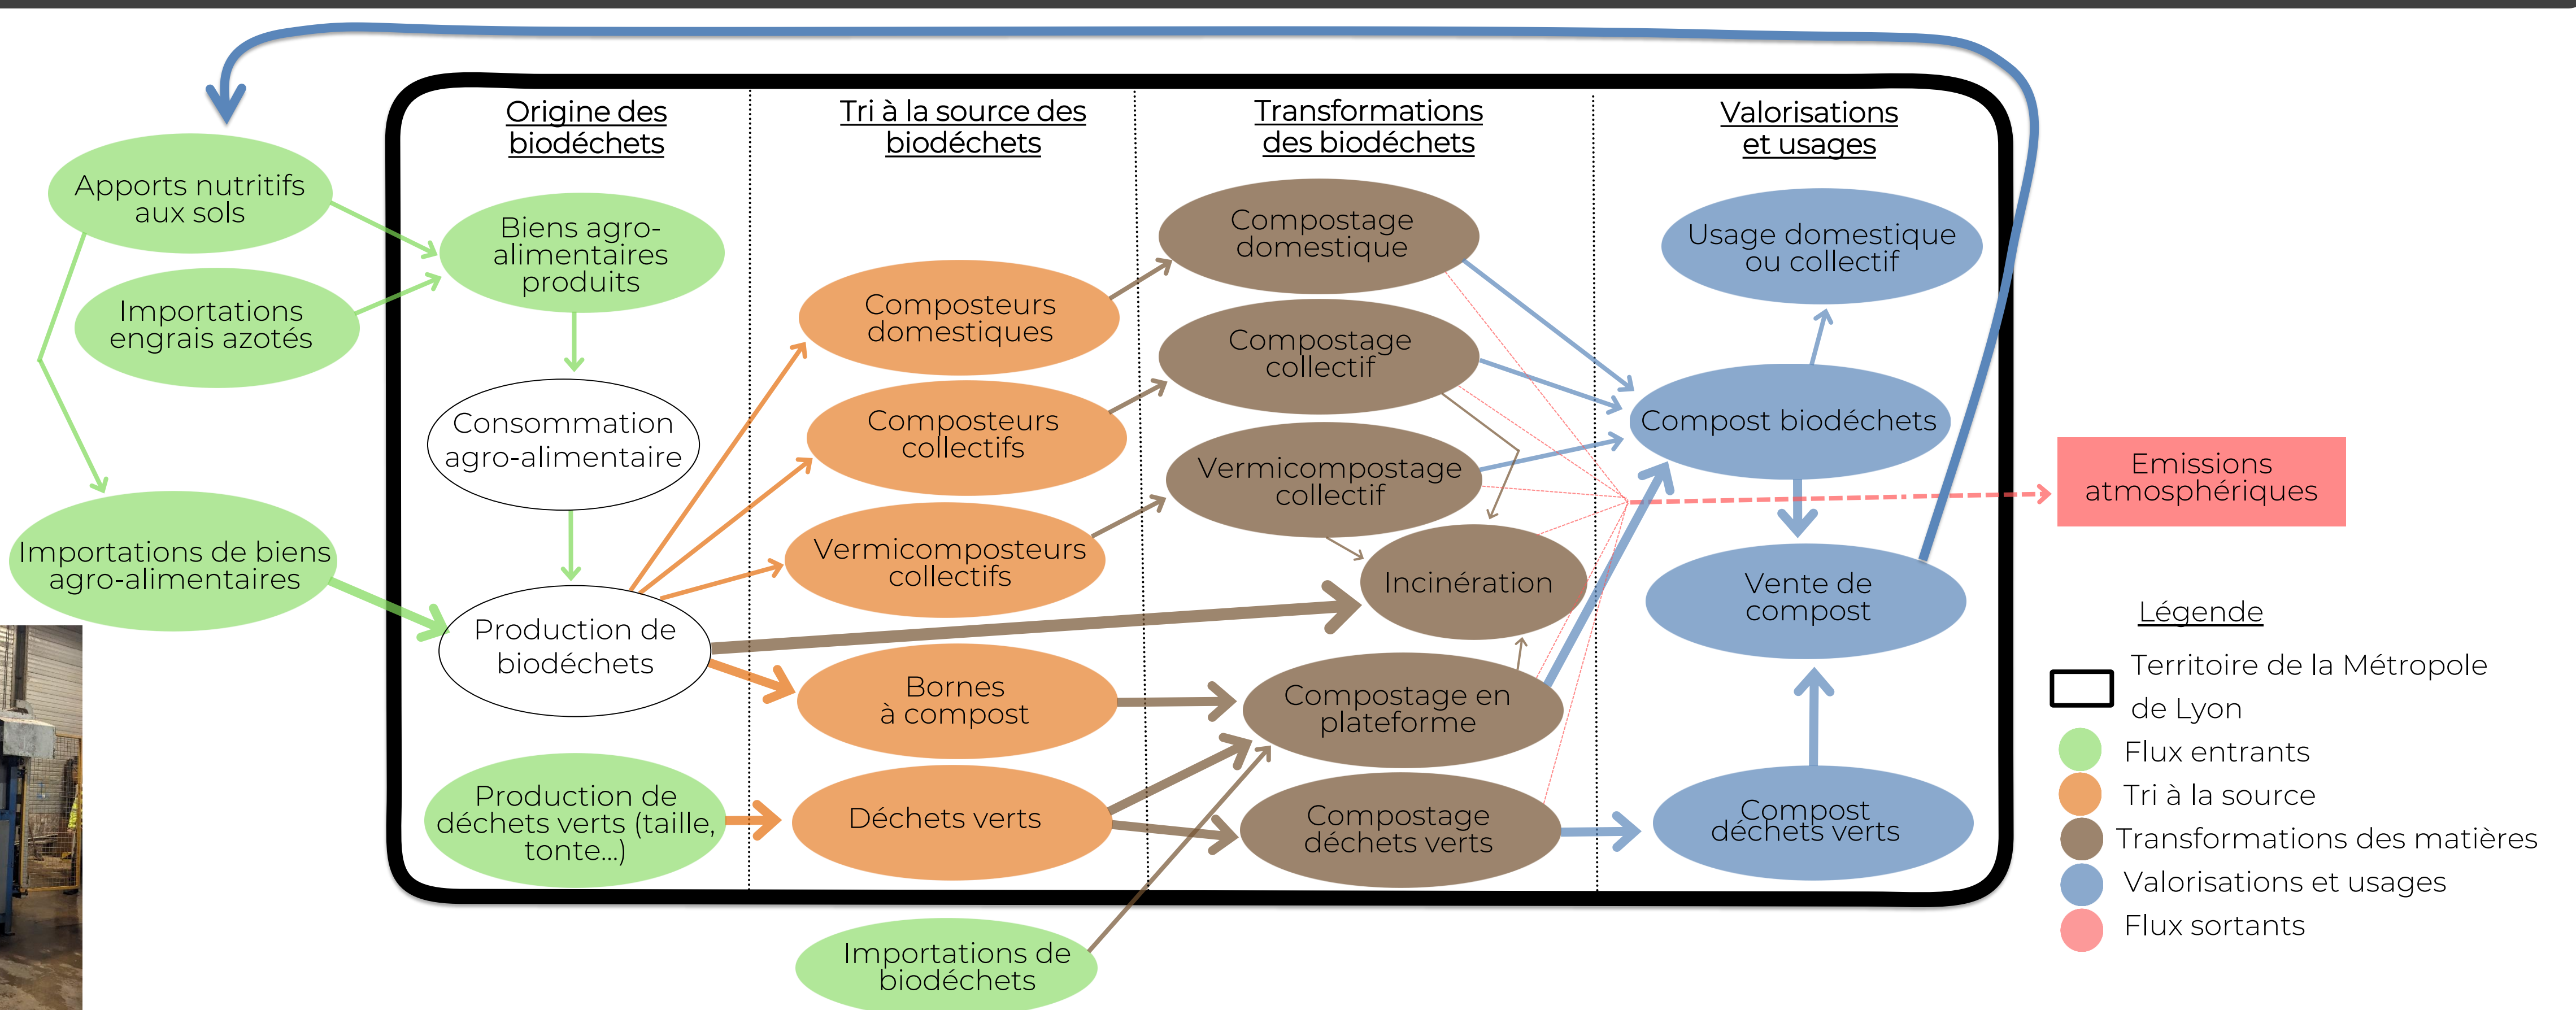 Origine des
biodéchets
Tri à la source des
biodéchets
Transformations
des biodéchets
Valorisations
et usages
Apports nutritifs
aux sols
Importations
engrais azotés
Importations de biens
agro-alimentaires
Biens agro-
alimentaires
produits
Consommation
agro-alimentaire
Production de
biodéchets
Production de
déchets verts (taille,
tonte...)
Composteurs
domestiques
Composteurs
collectifs
Vermicomposteurs
collectifs
Bornes
à compost
Déchets verts
Importations de
biodéchets
Compostage
domestique
Compostage
collectif
Vermicompostage
collectif
Incinération
Compostage en
plateforme
Compostage
déchets verts
Usage domestique
ou collectif
Compost biodéchets
Vente de
compost
Compost
déchets verts
Emissions
atmosphériques
Légende
Territoire de la Métropole
de Lyon
Flux entrants
Tri à la source
Transformations des matières
Valorisations et usages
Flux sortants